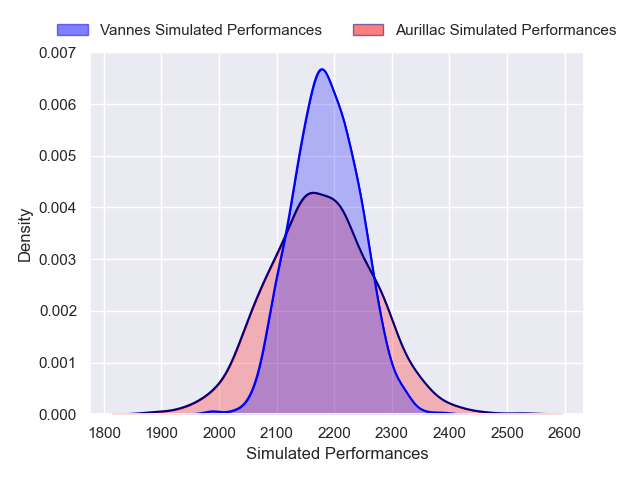 Vannes Simulated Performances
Aurillac Simulated Performances
0.007
0.006
0.005
0.004
0.003
0.002
0.001
0.000
Density
1800 1900 2000 2100 2200 2300 2400 2500 2600
Simulated Performances